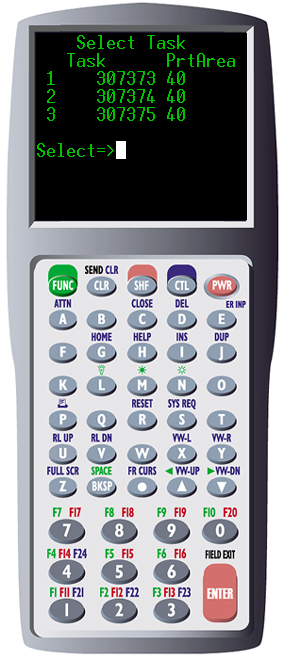 Select Task
Task PrtArea
1 307373 40
2 307374 40
3 307375 40
Select=>
SEND CLR
FUNC CLR SHF CTL PWR
ATTN CLOSE DEL ER INP
A B C D E
HOME HELP INS DUP
F G H I J
K L M N O
RESET SYS REQ
P Q R S T
RL UP RL DN VW-L VW-R
U V W X Y
FULL SCR SPACE FR CURS ◄VW-UP ►VW-DN
Z BKSP ● ▲ ▼
F7 F17 F8 F18 F9 F19 F10 F20
7 8 9 0
F4 F14 F24 F5 F15 F6 F16 FIELD EXIT
4 5 6
F1 F11 F21 F2 F12 F22 F3 F13 F23 ENTER
1 2 3